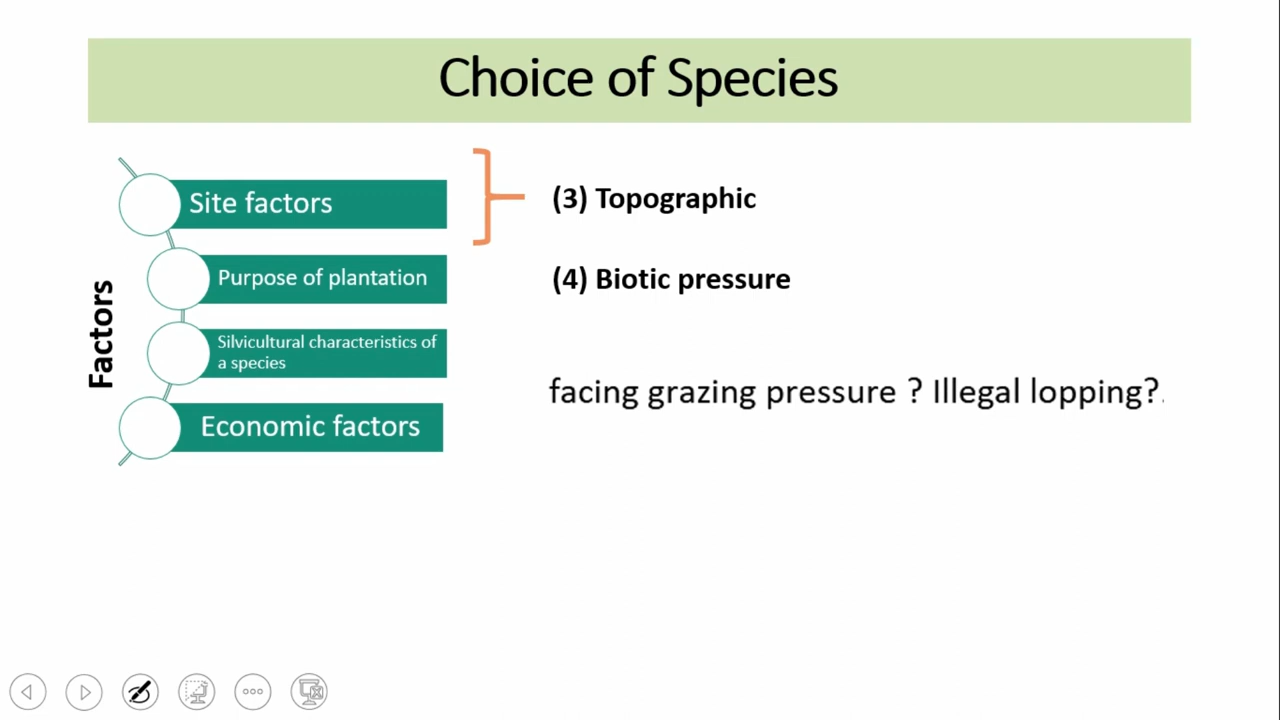 Choice of Species
Factors
Site factors
Purpose of plantation
Silvicultural characteristics of
a species
Economic factors
(3) Topographic
(4) Biotic pressure
facing grazing pressure ? Illegal lopping?.